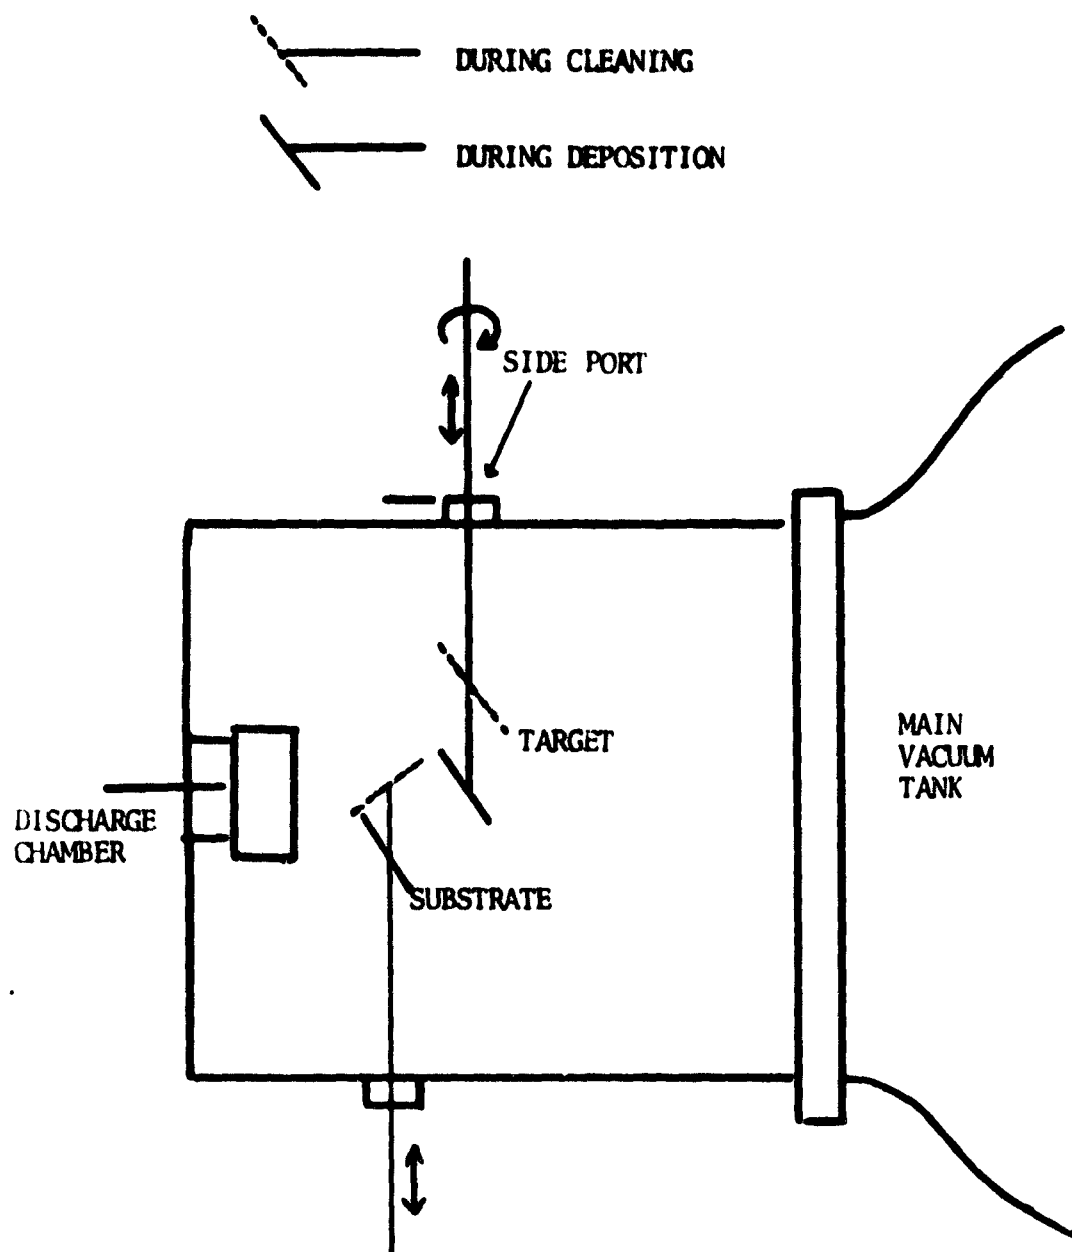 DURING CLEANING
DURING DEPOSITION
SIDE PORT
TARGET
MAIN
VACUUM
TANK
DISCHARGE
CHAMBER
SUBSTRATE